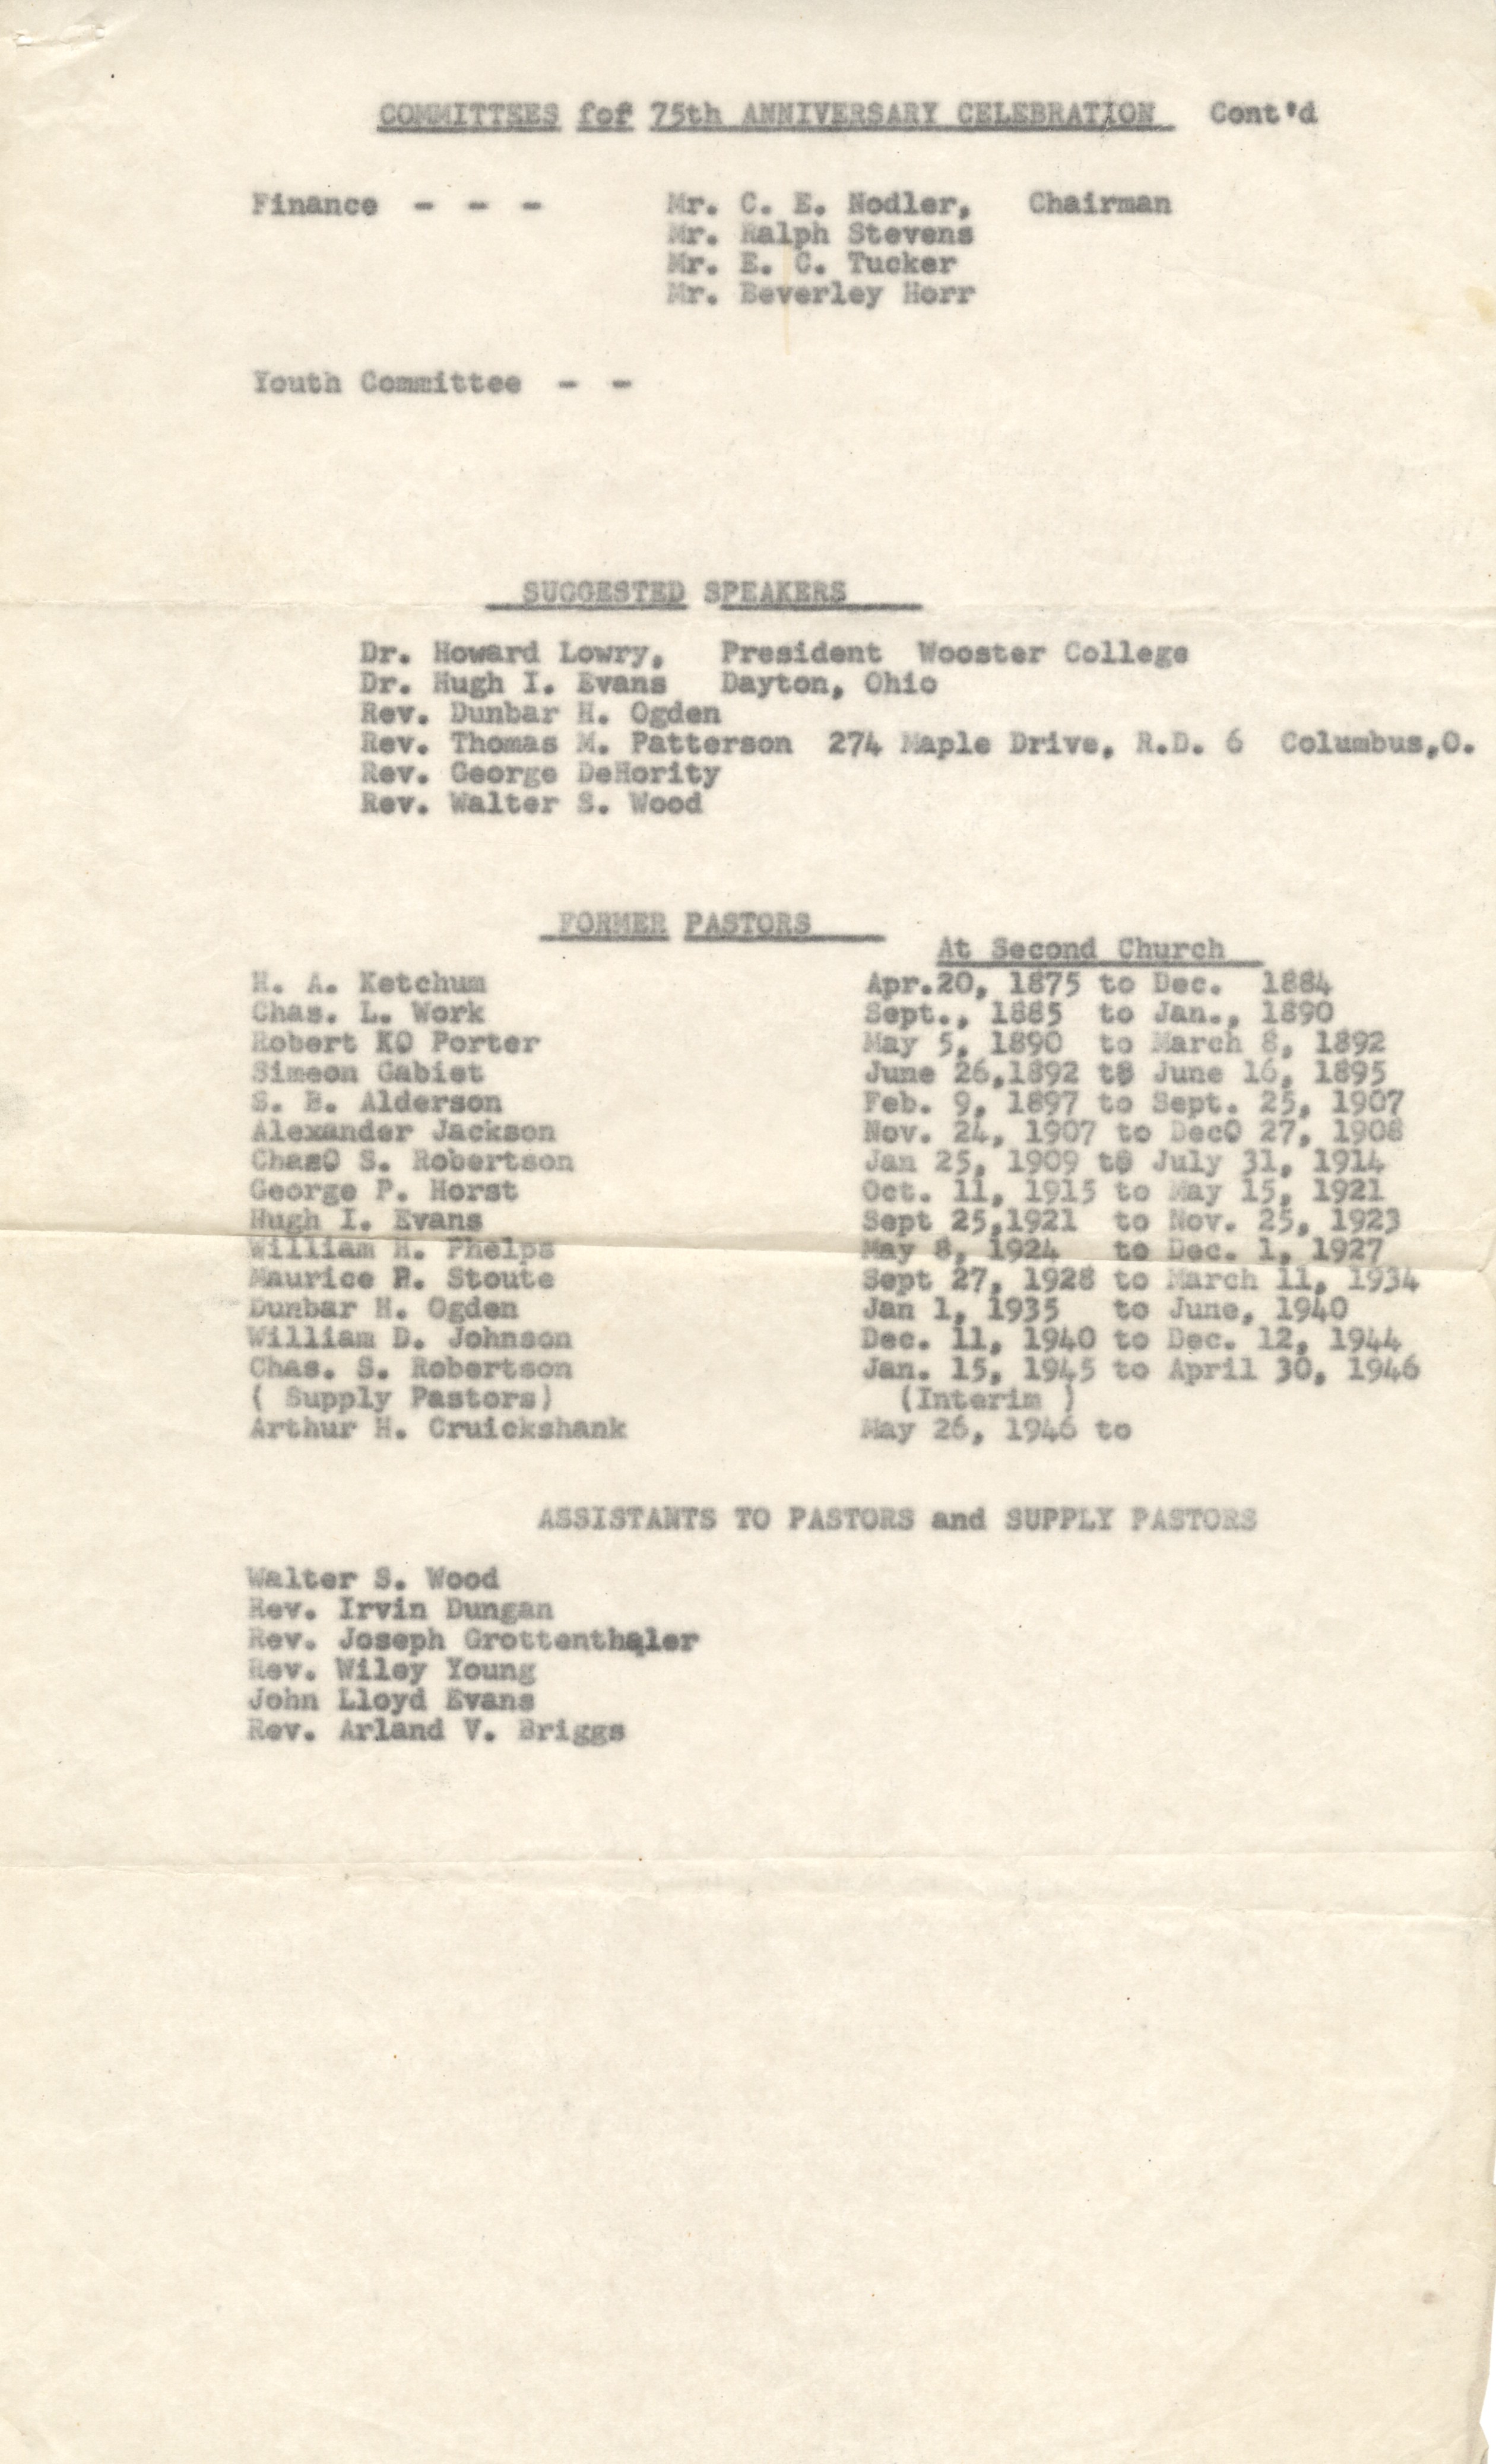 COMMITTEES fof 75th ANNIVERSARY CELEBRATION Cont'd
Finance - - - Mr. C. E. Nodler, Chairman
Mr. Ralph Stevens
Mr. E. C. Tucker
Mr. Beverley Horr
Youth Committee - -
SUGGESTED SPEAKERS
Dr. Howard Lowry, President Wooster College
Dr. Hugh I. Evans Dayton, Ohio
Rev. Dunbar H. Ogden
Rev. Thomas M. Patterson 274 Maple Drive, R.D. 6 Columbus,O.
Rev. George DeHority
Rev. Walter S. Wood
FORMER PASTORS
At Second Church
H. A. Ketchum Apr.20, 1875 to Dec. 1884
Chas. L. Work Sept., 1885 to Jan., 1890
Robert KO Porter May 5, 1890 to March 8, 1892
Simeon Gabiet June 26,1892 to June 16, 1895
S. B. Alderson Feb. 9, 1897 to Sept. 25, 1907
Alexander Jackson Nov. 24, 1907 to DecO 27, 1908
ChasO S. Robertson Jan 25, 1909 to July 31, 1914
George P. Horst Oct. 11, 1915 to May 15, 1921
Hugh I. Evans Sept 25,1921 to Nov. 25, 1923
William H. Phelps May 8, 1924 to Dec. 1, 1927
Maurice R. Stoute Sept 27, 1928 to March 11, 1934
Dunbar H. Ogden Jan 1, 1935 to June, 1940
William D. Johnson Dec. 11, 1940 to Dec. 12, 1944
Chas. S. Robertson Jan. 15, 1945 to April 30, 1946
( Supply Pastors) (Interim )
Arthur H. Cruickshank May 26, 1946 to
ASSISTANTS TO PASTORS and SUPPLY PASTORS
Walter S. Wood
Rev. Irvin Dungan
Rev. Joseph Grottenthaler
Rev. Wiley Young
John Lloyd Evans
Rev. Arland V. Briggs